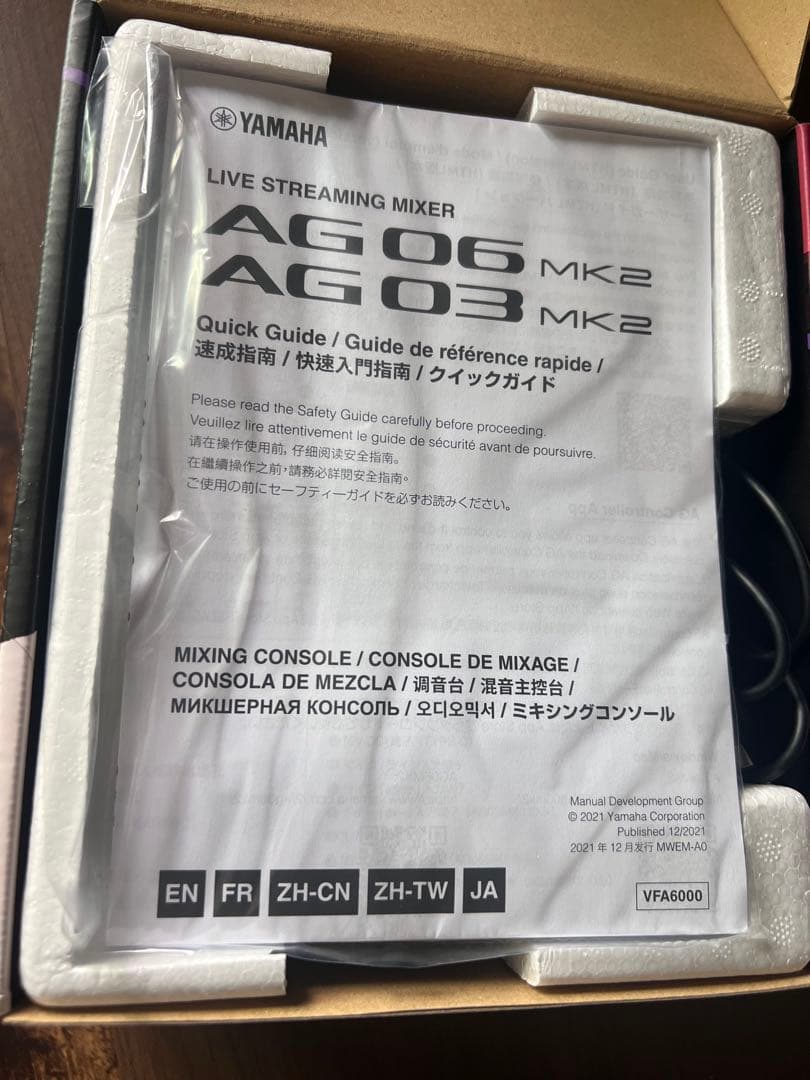 YAMAHA
LIVE STREAMING MIXER
AG 06 MK2
AG 03 MK2
Quick Guide / Guide de référence rapide /
速成指南 / 快速入門指南 / クイックガイド
Please read the Safety Guide carefully before proceeding.
Veuillez lire attentivement le guide de sécurité avant de poursuivre.
请在操作使用前，仔细阅读安全指南。
在繼續操作之前，請務必詳閱安全指南。
ご使用の前にセーフティーガイドを必ずお読みください。
MIXING CONSOLE / CONSOLE DE MIXAGE /
CONSOLA DE MEZCLA / 调音台 / 混音主控台 /
МИКШЕРНАЯ КОНСОЛЬ / 오디오믹서 / ミキシングコンソール
Manual Development Group
© 2021 Yamaha Corporation
Published 12/2021
2021 年 12 月发行 MWEM-A0
EN FR ZH-CN ZH-TW JA
VFA6000